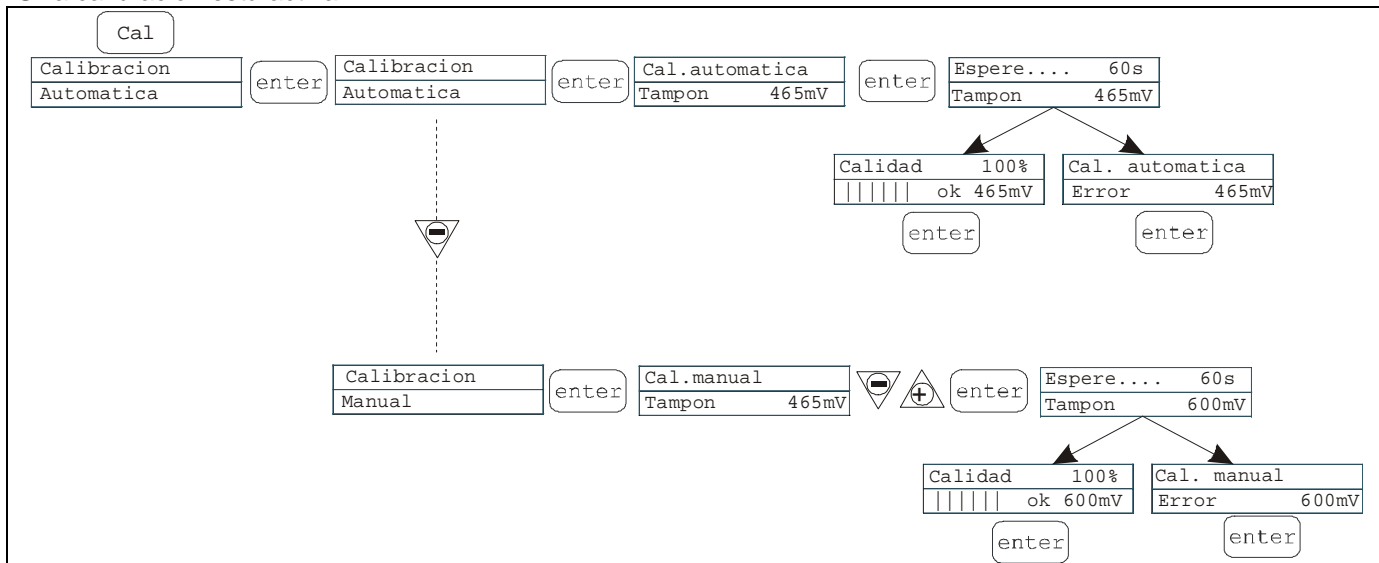 Cal
Calibracion
Automatica
enter
Calibracion
Automatica
enter
Cal.automatica
Tampon 465mV
enter
Espere.... 60s
Tampon 465mV
Calidad 100%
|||||| ok 465mV
enter
Cal. automatica
Error 465mV
enter
Calibracion
Manual
enter
Cal.manual
Tampon 465mV
enter
Espere.... 60s
Tampon 600mV
Calidad 100%
|||||| ok 600mV
enter
Cal. manual
Error 600mV
enter